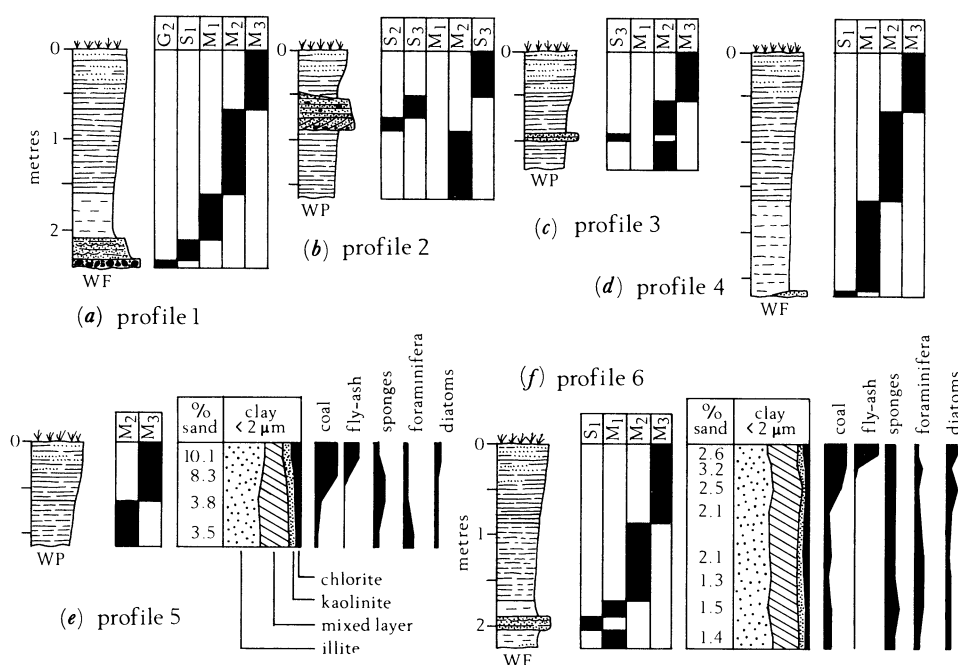 0
1
2
metres
G2 S1 M1 M2 M3
WF
(a) profile 1
0
S2 S3 M1 M2 S3
WP
(b) profile 2
0
S3 M1 M2 M3
WP
(c) profile 3
0
S1 M1 M2 M3
WF
(d) profile 4
0
WP
M2 M3
% sand
clay < 2 μm
coal
fly-ash
sponges
foraminifera
diatoms
10.1
8.3
3.8
3.5
chlorite
kaolinite
mixed layer
illite
(e) profile 5
(f) profile 6
0
1
2
metres
WF
S1 M1 M2 M3
% sand
clay < 2 μm
coal
fly-ash
sponges
foraminifera
diatoms
2.6
3.2
2.5
2.1
2.1
1.3
1.5
1.4